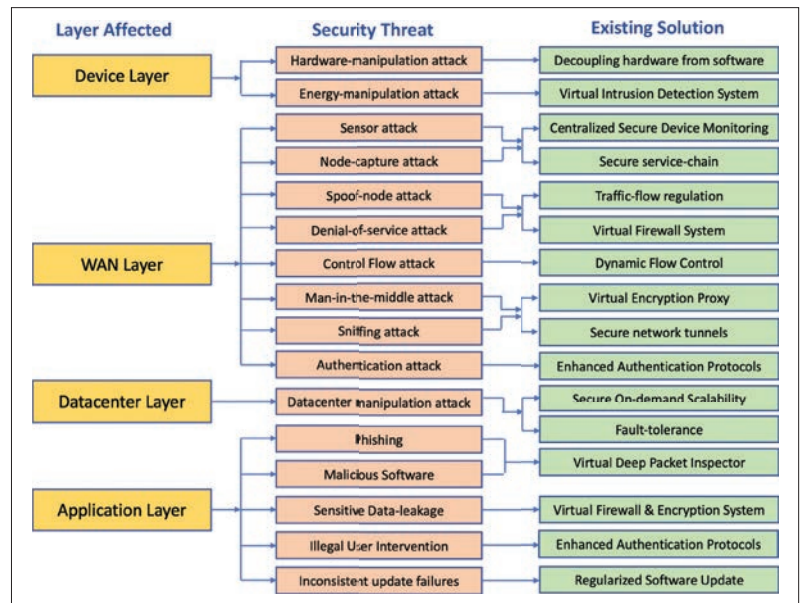 Layer Affected Security Threat Existing Solution
Device Layer
Hardware-manipulation attack Decoupling hardware from software
Energy-manipulation attack Virtual Intrusion Detection System
WAN Layer
Sensor attack Centralized Secure Device Monitoring
Node-capture attack Secure service-chain
Spoof-node attack Traffic-flow regulation
Denial-of-service attack Virtual Firewall System
Control Flow attack Dynamic Flow Control
Man-in-the-middle attack Virtual Encryption Proxy
Sniffing attack Secure network tunnels
Authentication attack Enhanced Authentication Protocols
Datacenter Layer
Datacenter manipulation attack Secure On-demand Scalability
Fault-tolerance
Application Layer
Phishing
Malicious Software Virtual Deep Packet Inspector
Sensitive Data-leakage Virtual Firewall & Encryption System
Illegal User Intervention Enhanced Authentication Protocols
Inconsistent update failures Regularized Software Update